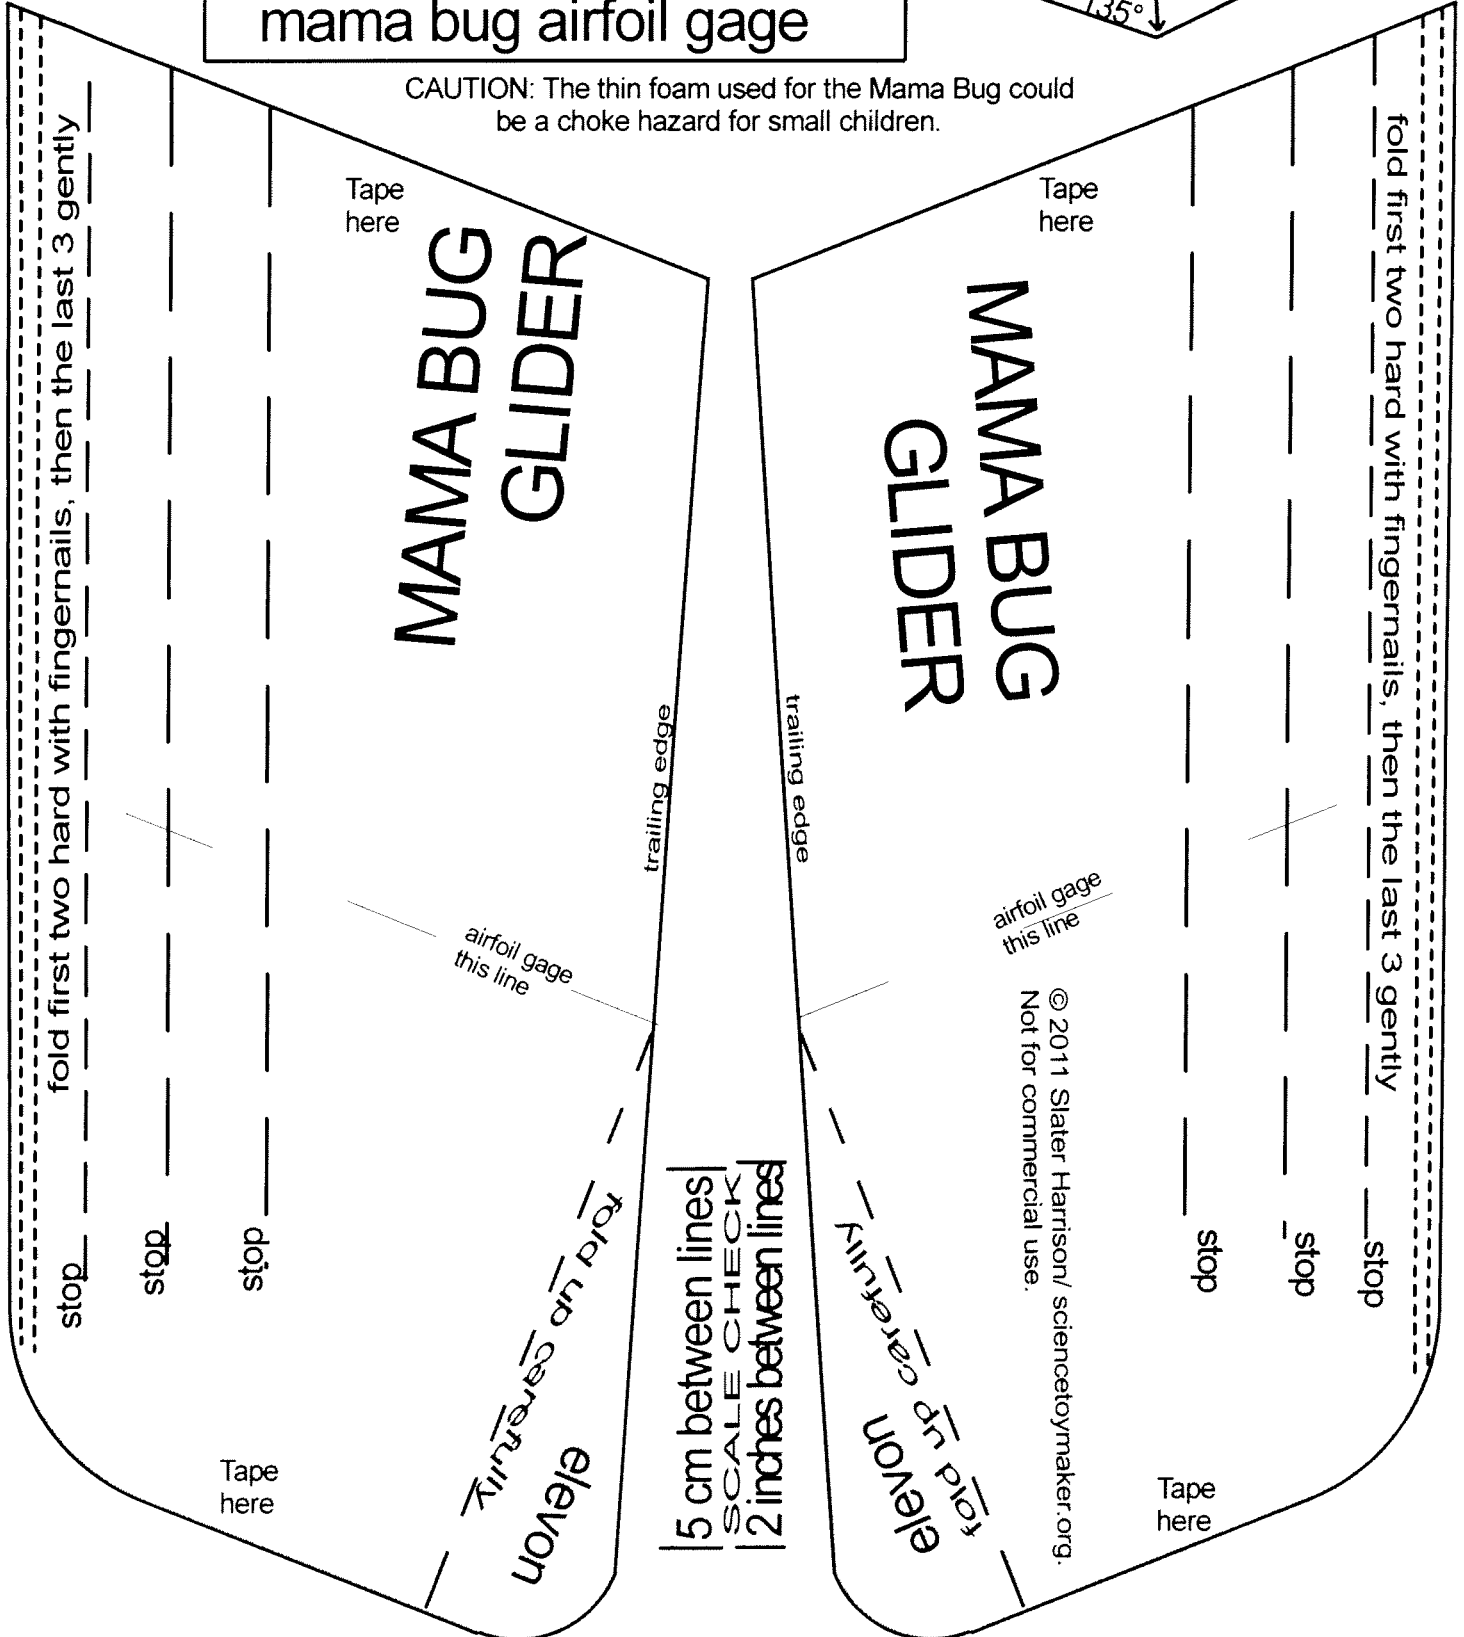 mama bug airfoil gage
135°
CAUTION: The thin foam used for the Mama Bug could
be a choke hazard for small children.
fold first two hard with fingernails, then the last 3 gently
Tape
here
MAMA BUG
GLIDER
trailing edge
airfoil gage
this line
stop
stop
stop
fold up carefully
elevon
Tape
here
5 cm between lines
SCALE CHECK
2 inches between lines
Tape
here
MAMA BUG
GLIDER
trailing edge
airfoil gage
this line
© 2011 Slater Harrison/ sciencetoymaker.org.
Not for commercial use.
fold first two hard with fingernails, then the last 3 gently
stop
stop
stop
fold up carefully
elevon
Tape
here